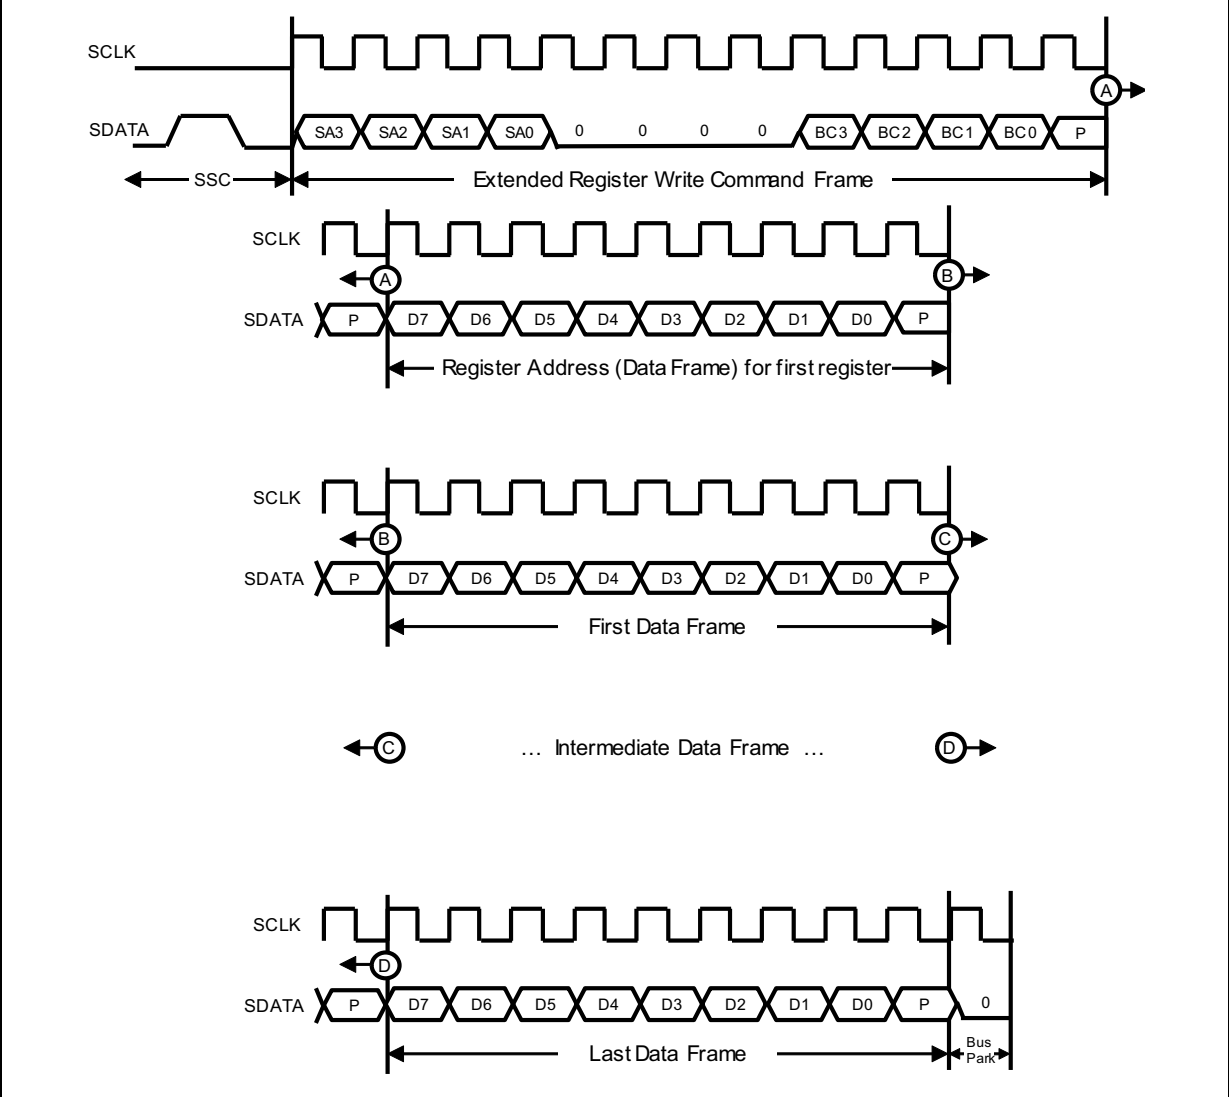 SCLK
A
SDATA SA3 SA2 SA1 SA0 0 0 0 0 BC3 BC2 BC1 BC0 P
SSC Extended Register Write Command Frame
SCLK
A B
SDATA P D7 D6 D5 D4 D3 D2 D1 D0 P
Register Address (Data Frame) for first register
SCLK
B C
SDATA P D7 D6 D5 D4 D3 D2 D1 D0 P
First Data Frame
C ... Intermediate Data Frame ... D
SCLK
D
SDATA P D7 D6 D5 D4 D3 D2 D1 D0 P 0
Last Data Frame
Bus
Park